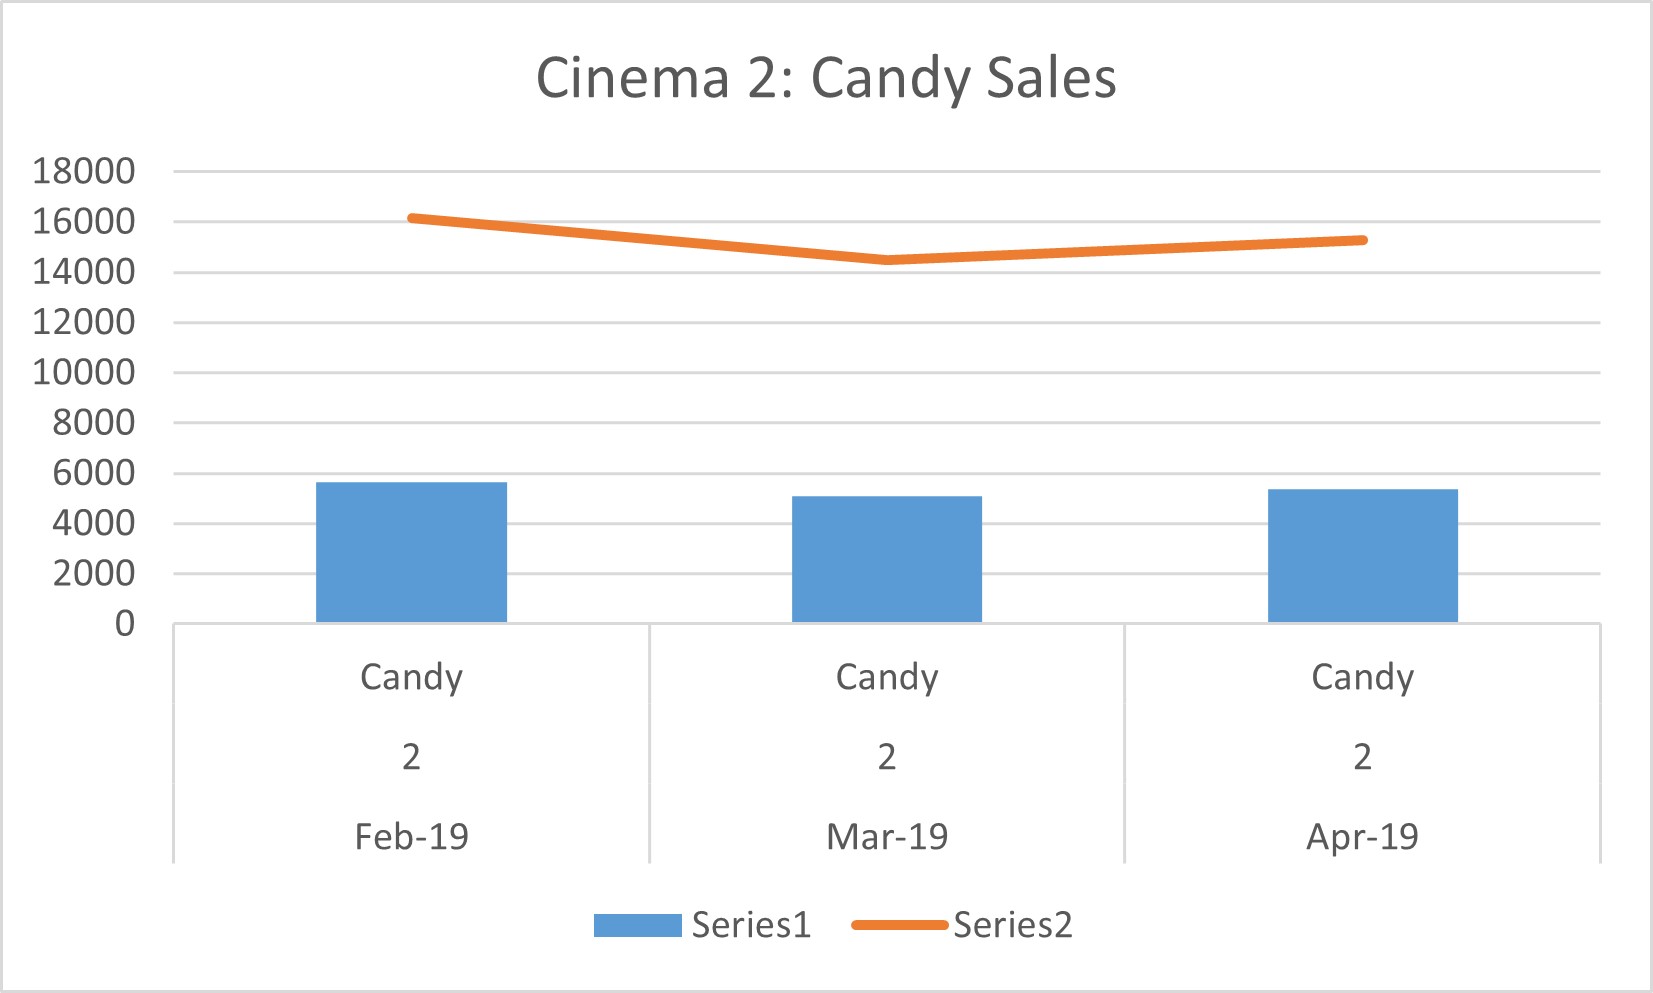 Cinema 2: Candy Sales
18000
16000
14000
12000
10000
8000
6000
4000
2000
0
Candy Candy Candy
2 2 2
Feb-19 Mar-19 Apr-19
Series1 Series2